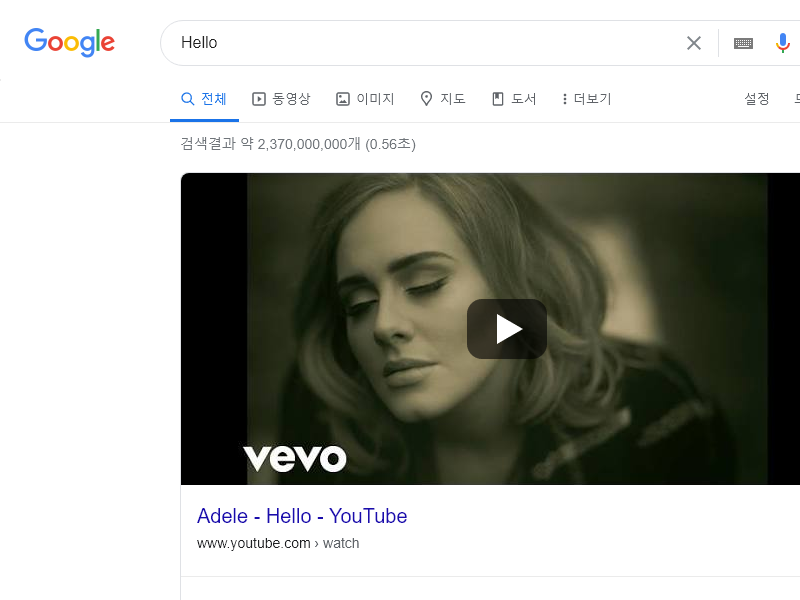 Google
Hello
전체 동영상 이미지 지도 도서 더보기 설정
검색결과 약 2,370,000,000개 (0.56초)
vevo
Adele - Hello - YouTube
www.youtube.com › watch